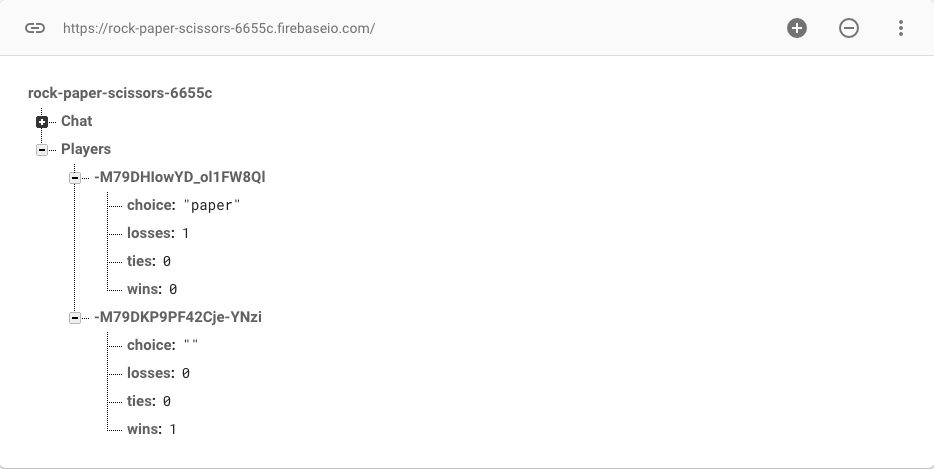 https://rock-paper-scissors-6655c.firebaseio.com/
rock-paper-scissors-6655c
Chat
Players
-M79DHIowYD_ol1FW8Ql
choice: "paper"
losses: 1
ties: 0
wins: 0
-M79DKP9PF42Cje-YNzi
choice: ""
losses: 0
ties: 0
wins: 1